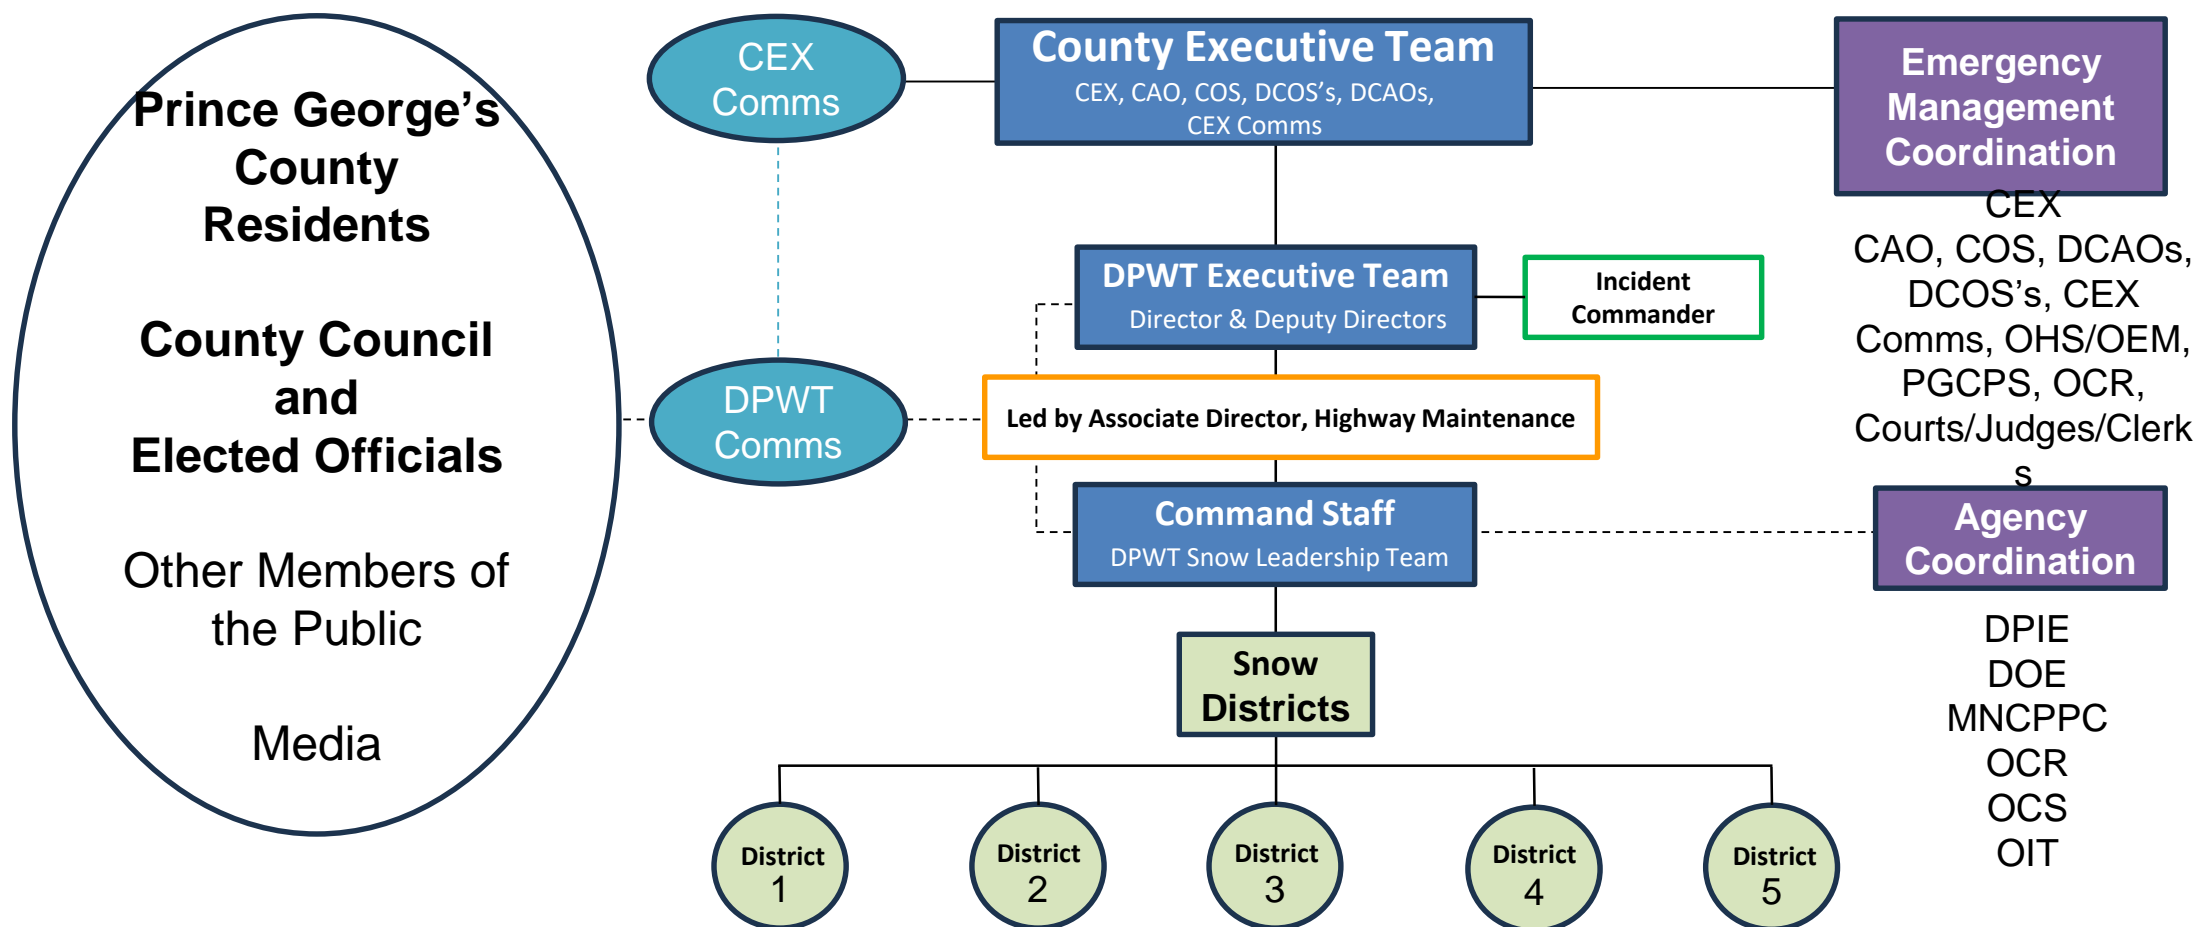 Prince George’s
County
Residents
County Council
and
Elected Officials
Other Members of
the Public
Media
CEX
Comms
DPWT
Comms
County Executive Team
CEX, CAO, COS, DCOS’s, DCAOs,
CEX Comms
DPWT Executive Team
Director & Deputy Directors
Incident
Commander
Led by Associate Director, Highway Maintenance
Command Staff
DPWT Snow Leadership Team
Snow
Districts
District
1
District
2
District
3
District
4
District
5
Emergency
Management
Coordination
CEX
CAO, COS, DCAOs,
DCOS’s, CEX
Comms, OHS/OEM,
PGCPS, OCR,
Courts/Judges/Clerk
s
Agency
Coordination
DPIE
DOE
MNCPPC
OCR
OCS
OIT